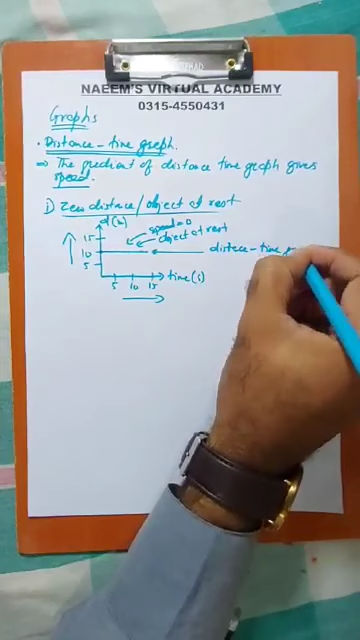 NAEEM'S VIRTUAL ACADEMY
0315-4550431
Graphs
• Distance - time graph.
⇒ The gradient of distance time graph gives
speed.
i) Zero distance / object at rest
d(m)
speed = 0
object at rest
15
10
distance - time
5
time (s)
5 10 15